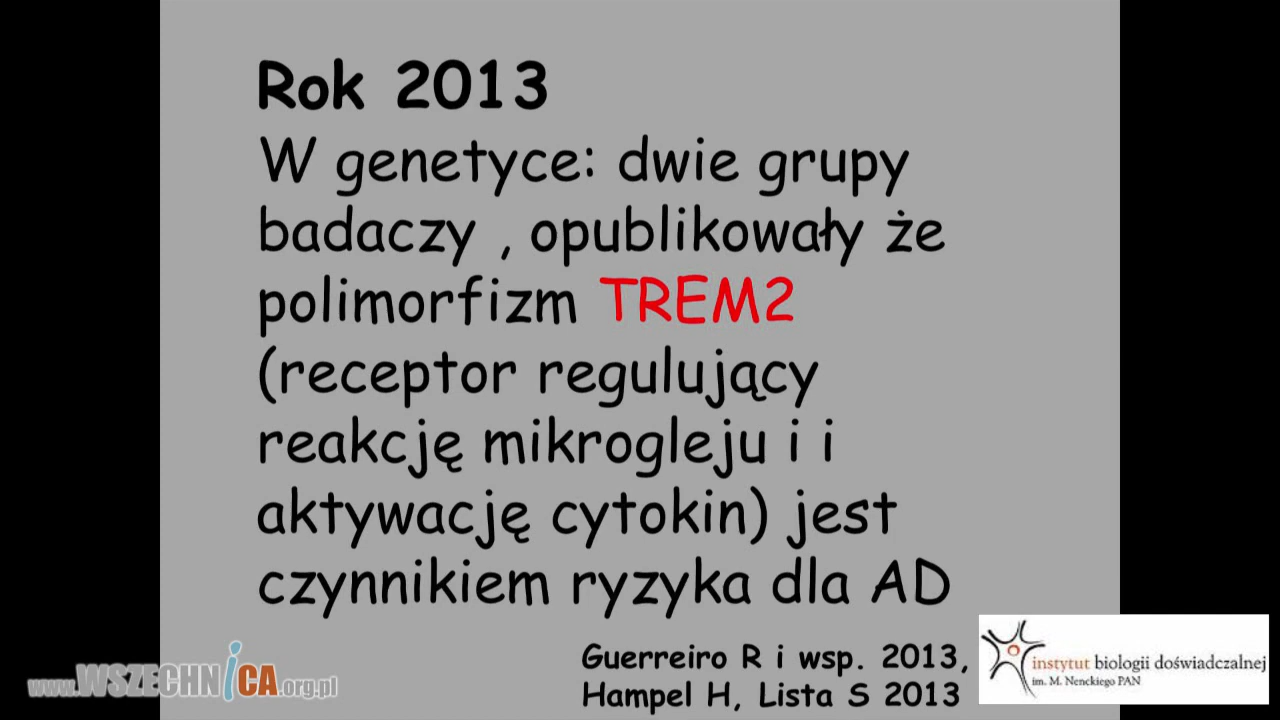 Rok 2013
W genetyce: dwie grupy
badaczy , opublikowały że
polimorfizm TREM2
(receptor regulujący
reakcję mikrogleju i i
aktywację cytokin) jest
czynnikiem ryzyka dla AD
Guerreiro R i wsp. 2013,
Hampel H, Lista S 2013
www.WSZECHNiCA.org.pl
instytut biologii doświadczalnej
im. M. Nenckiego PAN